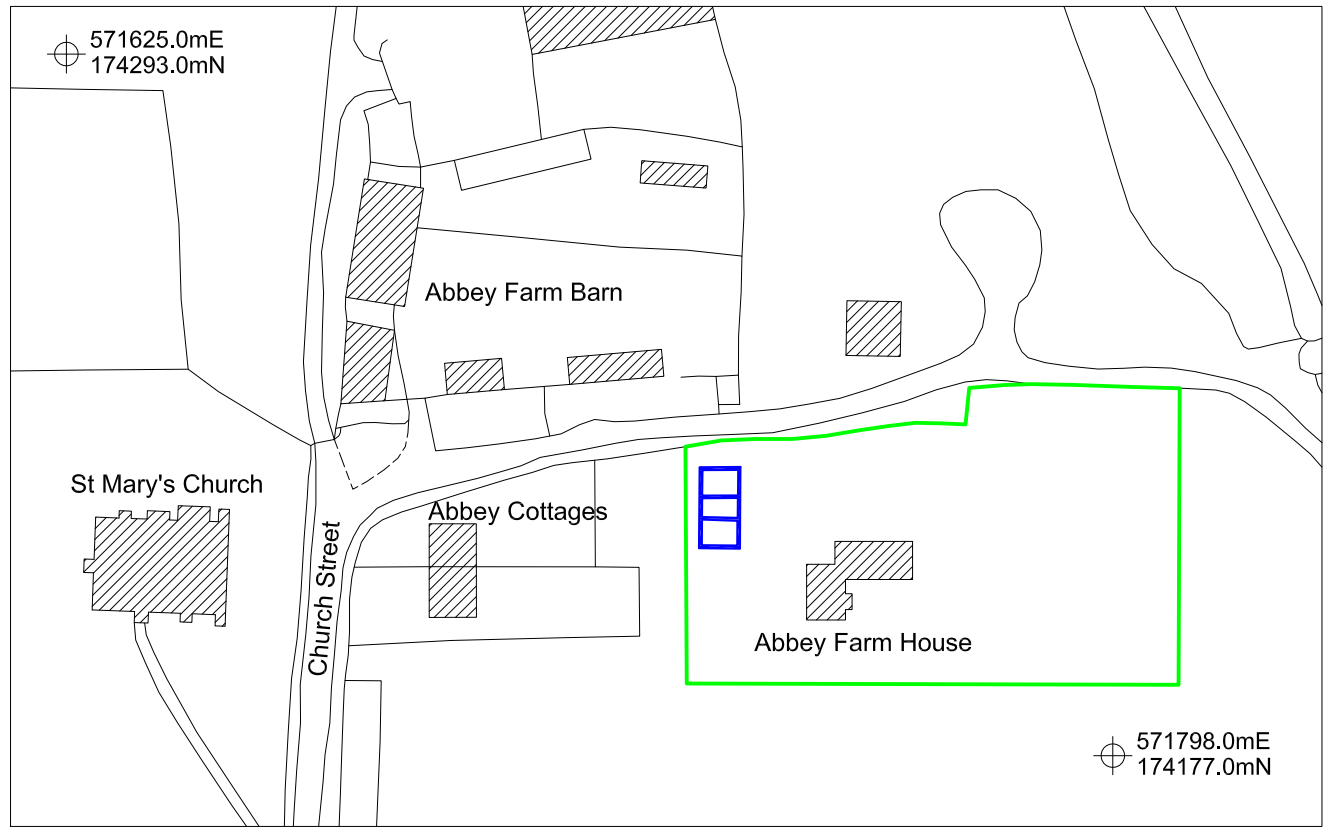 571625.0mE
174293.0mN
Abbey Farm Barn
St Mary's Church
Abbey Cottages
Church Street
Abbey Farm House
571798.0mE
174177.0mN